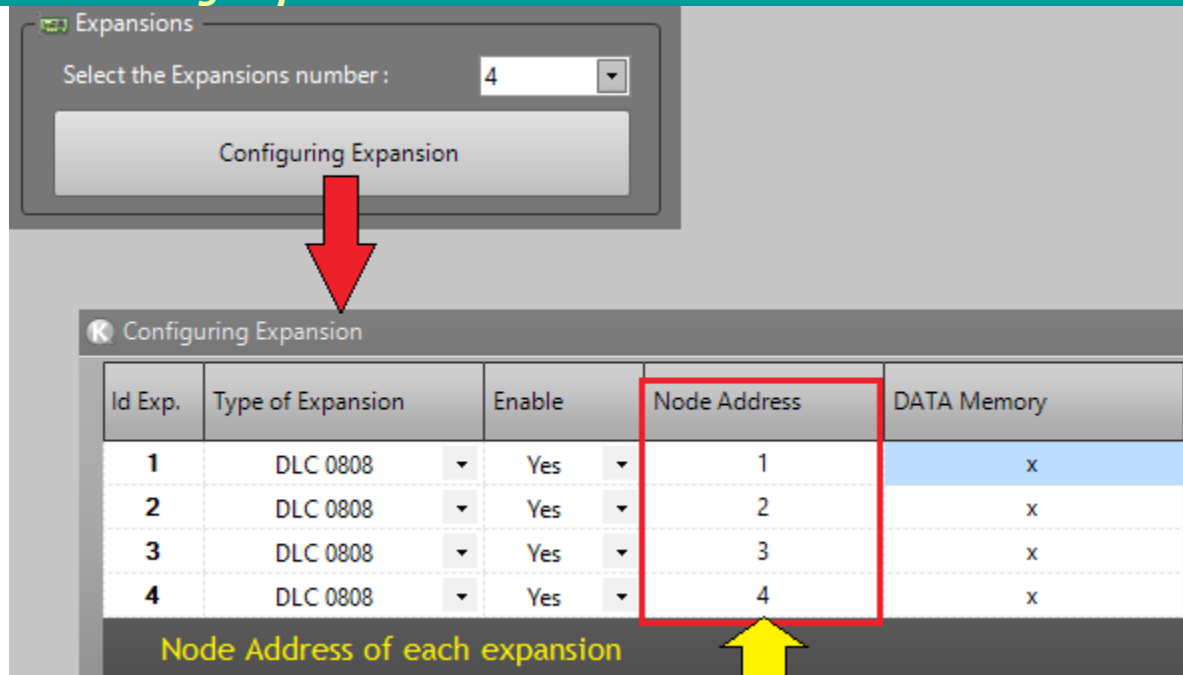 Expansions
Select the Expansions number : 4
Configuring Expansion
Configuring Expansion
Id Exp. Type of Expansion Enable Node Address DATA Memory
1 DLC 0808 Yes 1 x
2 DLC 0808 Yes 2 x
3 DLC 0808 Yes 3 x
4 DLC 0808 Yes 4 x
Node Address of each expansion